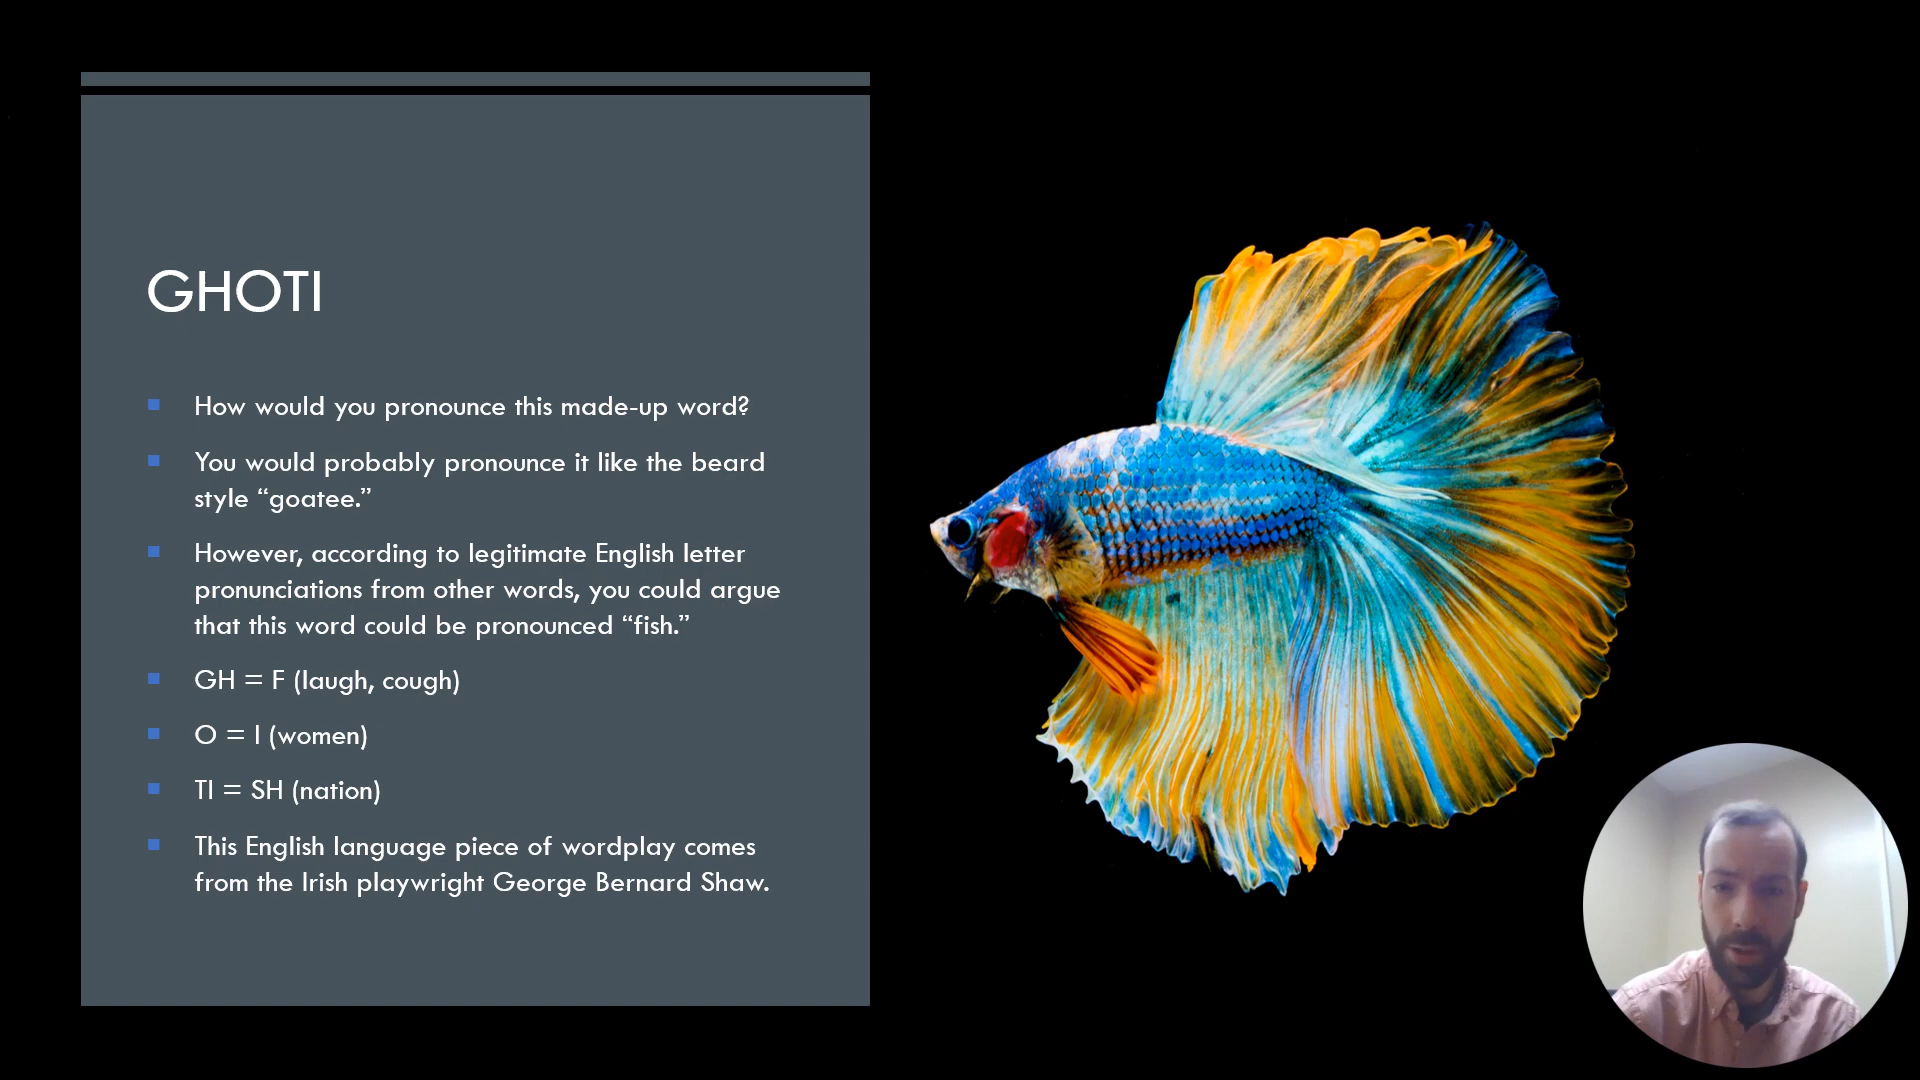 GHOTI
How would you pronounce this made-up word?
You would probably pronounce it like the beard
style “goatee.”
However, according to legitimate English letter
pronunciations from other words, you could argue
that this word could be pronounced “fish.”
GH = F (laugh, cough)
O = I (women)
TI = SH (nation)
This English language piece of wordplay comes
from the Irish playwright George Bernard Shaw.